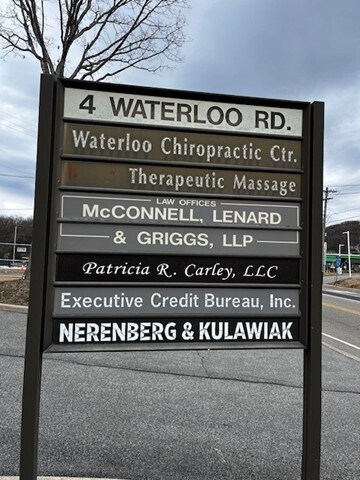 4 WATERLOO RD.
Waterloo Chiropractic Ctr.
Therapeutic Massage
LAW OFFICES
McCONNELL, LENARD
& GRIGGS, LLP
Patricia R. Carley, LLC
Executive Credit Bureau, Inc.
NERENBERG & KULAWIAK